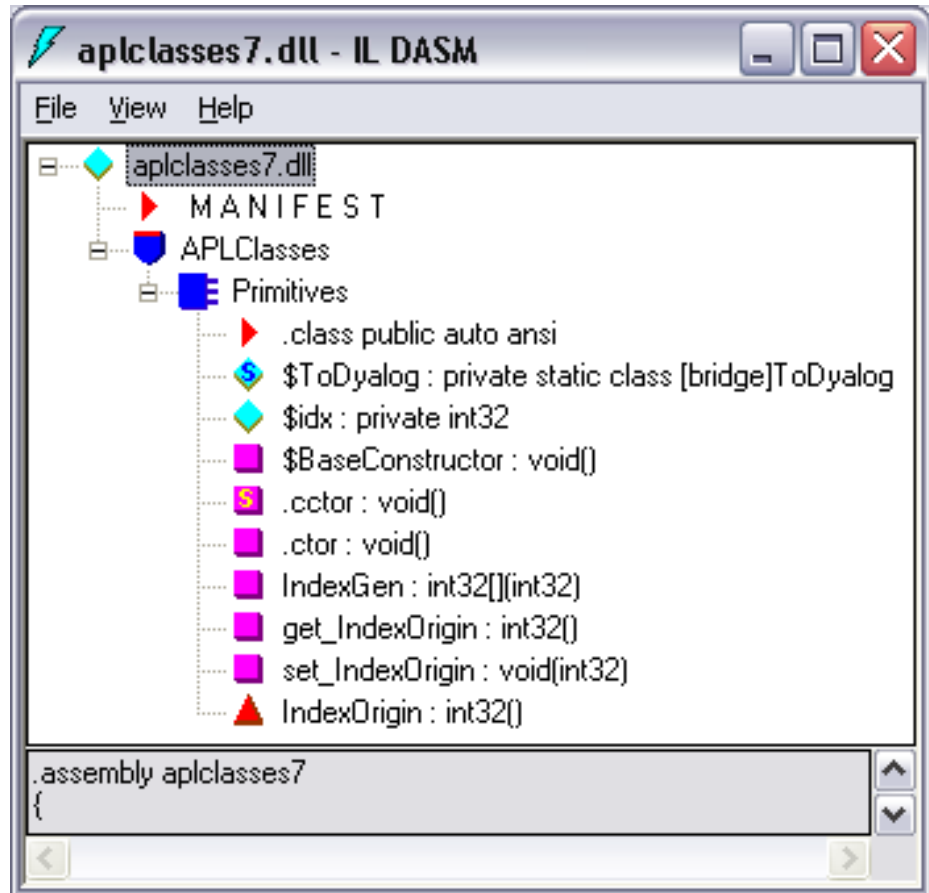 aplclasses7.dll - IL DASM
File View Help
aplclasses7.dll
M A N I F E S T
APLClasses
Primitives
.class public auto ansi
$ToDyalog : private static class [bridge]ToDyalog
$idx : private int32
$BaseConstructor : void()
.cctor : void()
.ctor : void()
IndexGen : int32[](int32)
get_IndexOrigin : int32()
set_IndexOrigin : void(int32)
IndexOrigin : int32()
.assembly aplclasses7
{